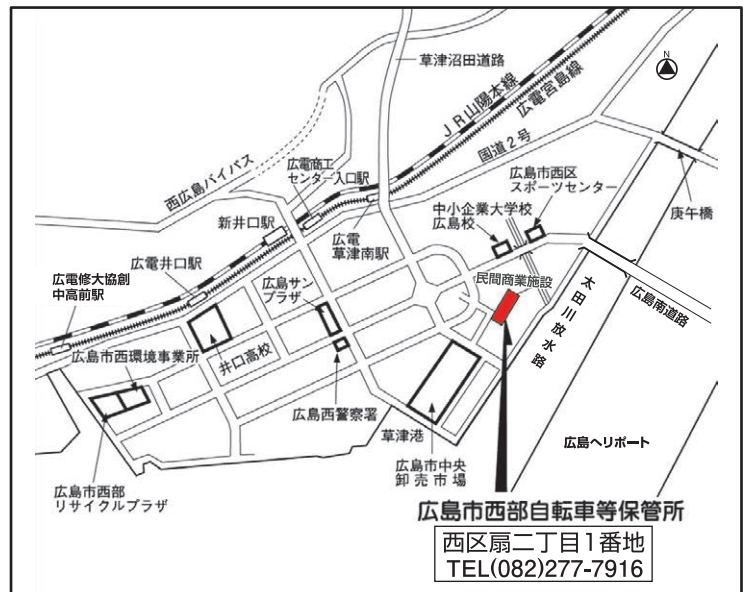 N
草津沼田道路
JR山陽本線
広電宮島線
国道2号
西広島バイパス
広電商工
センター入口駅
広島市西区
スポーツセンター
中小企業大学校
広島校
庚午橋
新井口駅
広電
草津南駅
広電井口駅
広島サン
プラザ
民間商業施設
広電修大協創
中高前駅
太田川放水路
広島南道路
広島市西環境事業所
井口高校
広島西警察署
草津港
広島ヘリポート
広島市中央
卸売市場
広島市西部
リサイクルプラザ
広島市西部自転車等保管所
西区扇二丁目1番地
TEL(082)277-7916